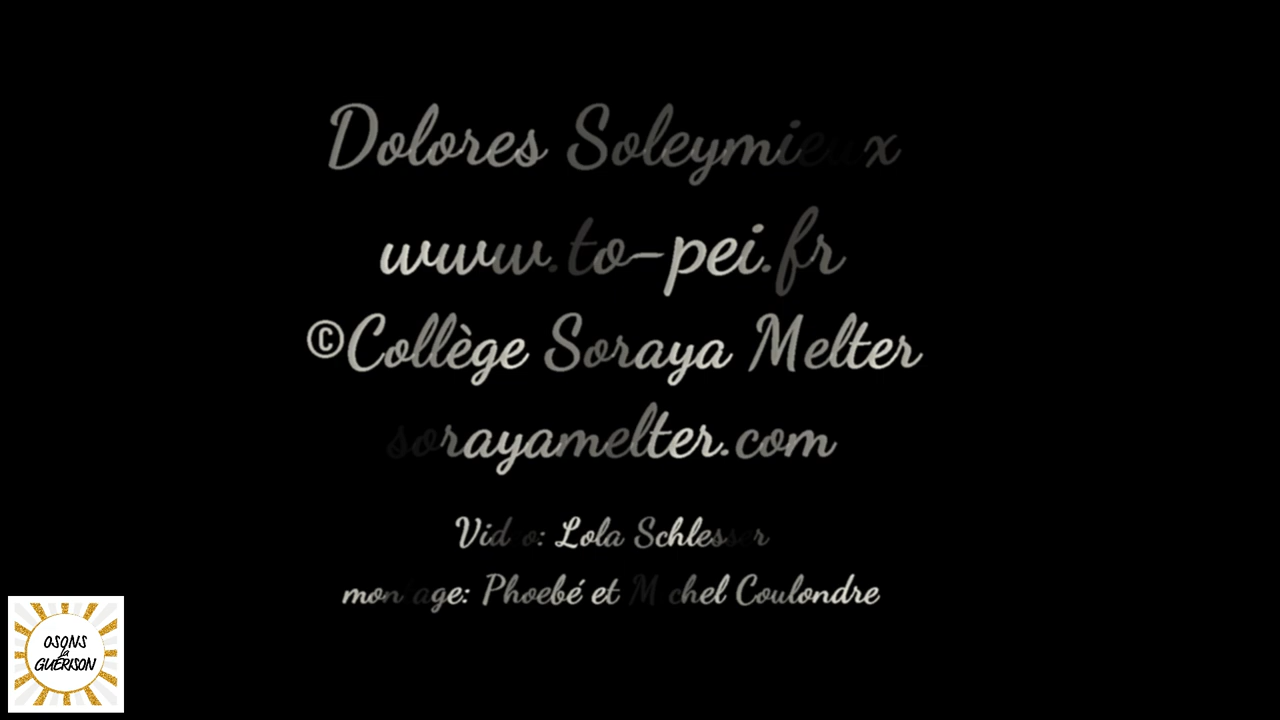 Dolores Soleymieux
www.to-pei.fr
©Collège Soraya Melter
sorayamelter.com
Vidéo: Lola Schlesser
montage: Phoebé et Michel Coulondre
OSONS
la
GUÉRISON